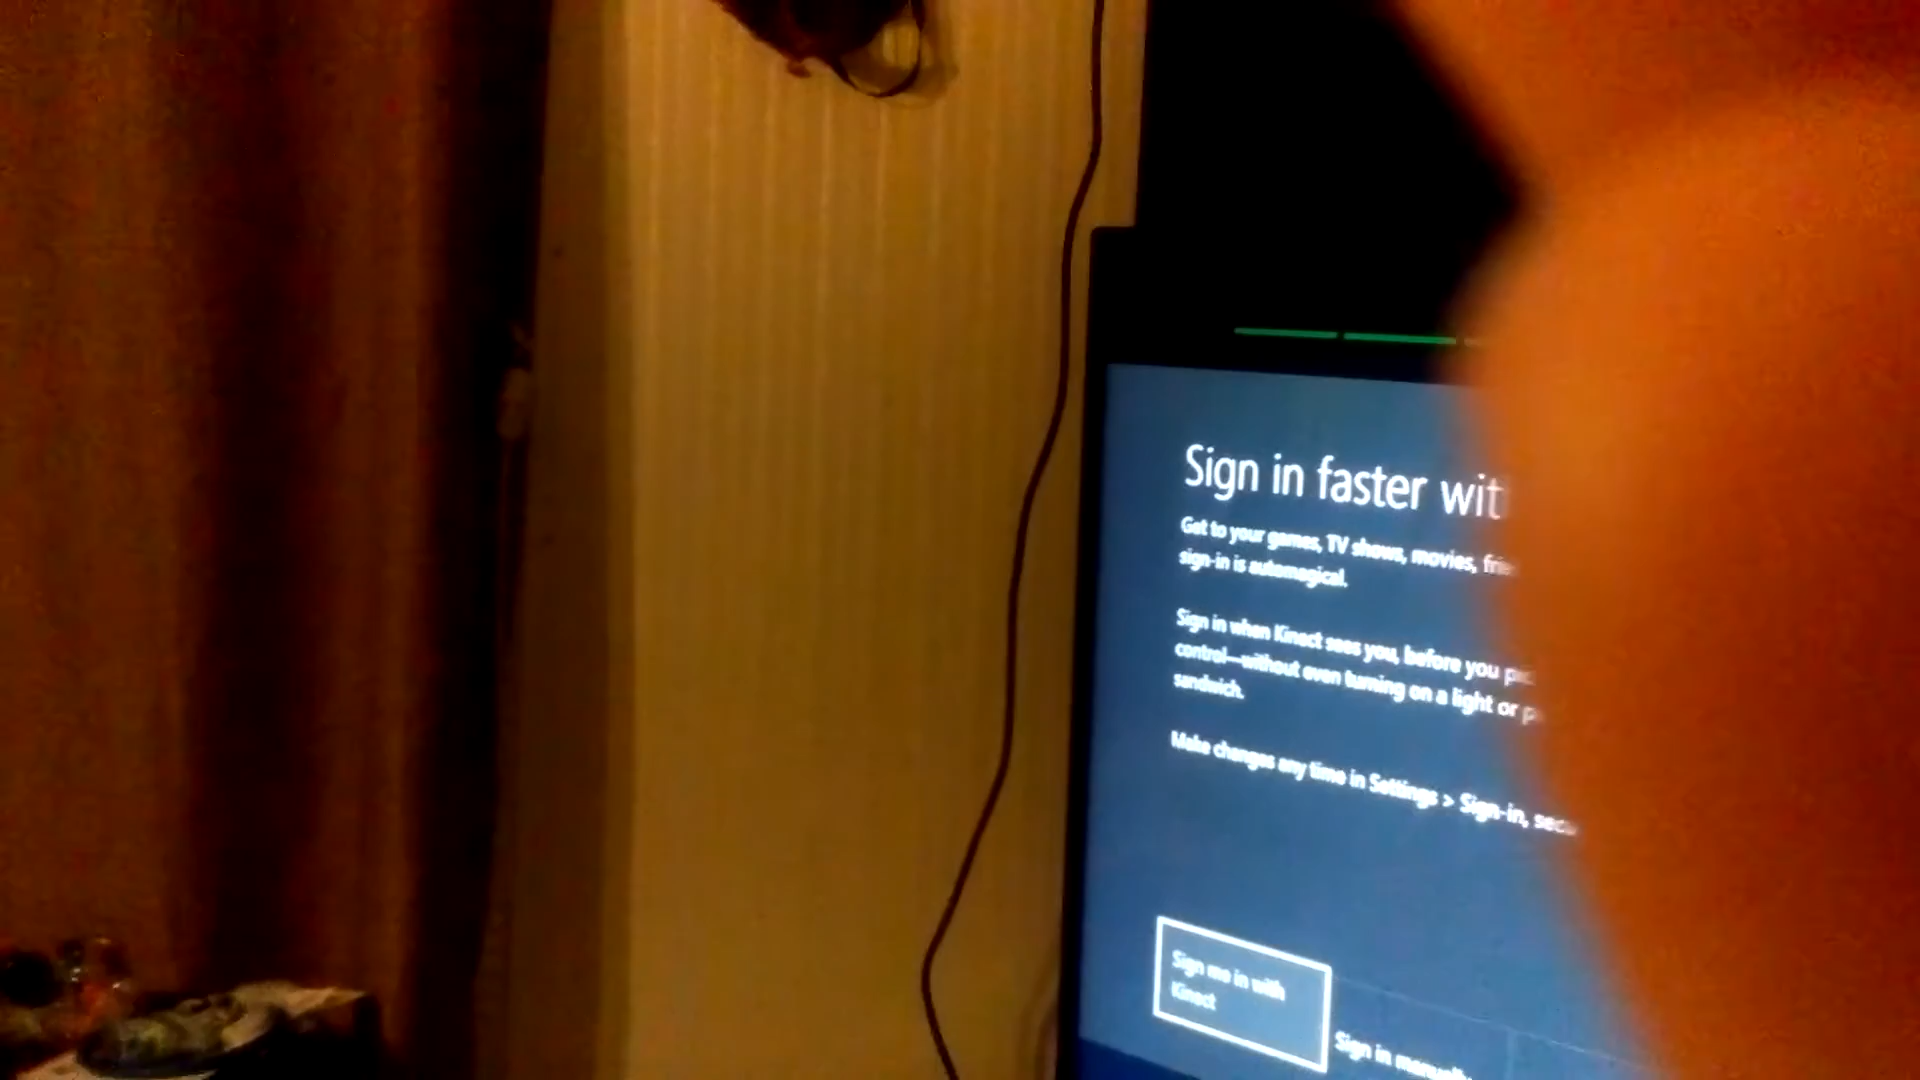 Sign in faster wit
Get to your games, TV shows, movies,
sign-in is automagical.
Sign in when Kinect sees you, before you
control—without even turning on a light or
sandwich.
Make changes any time in Settings > Sign-in,
Sign me in with
Kinect
Sign in manually